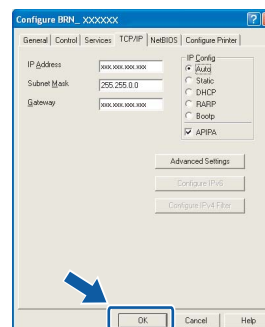 Configure BRN_ XXXXXX
General Control Services TCP/IP NetBIOS Configure Printer
IP Address xxx.xxx.xxx.xxx
Subnet Mask 255.255.0.0
Gateway xxx.xxx.xxx.xxx
IP Config
Auto
Static
DHCP
RARP
Bootp
APIPA
Advanced Settings
Configure IPv6
Configure IPv4 Filter
OK Cancel Help